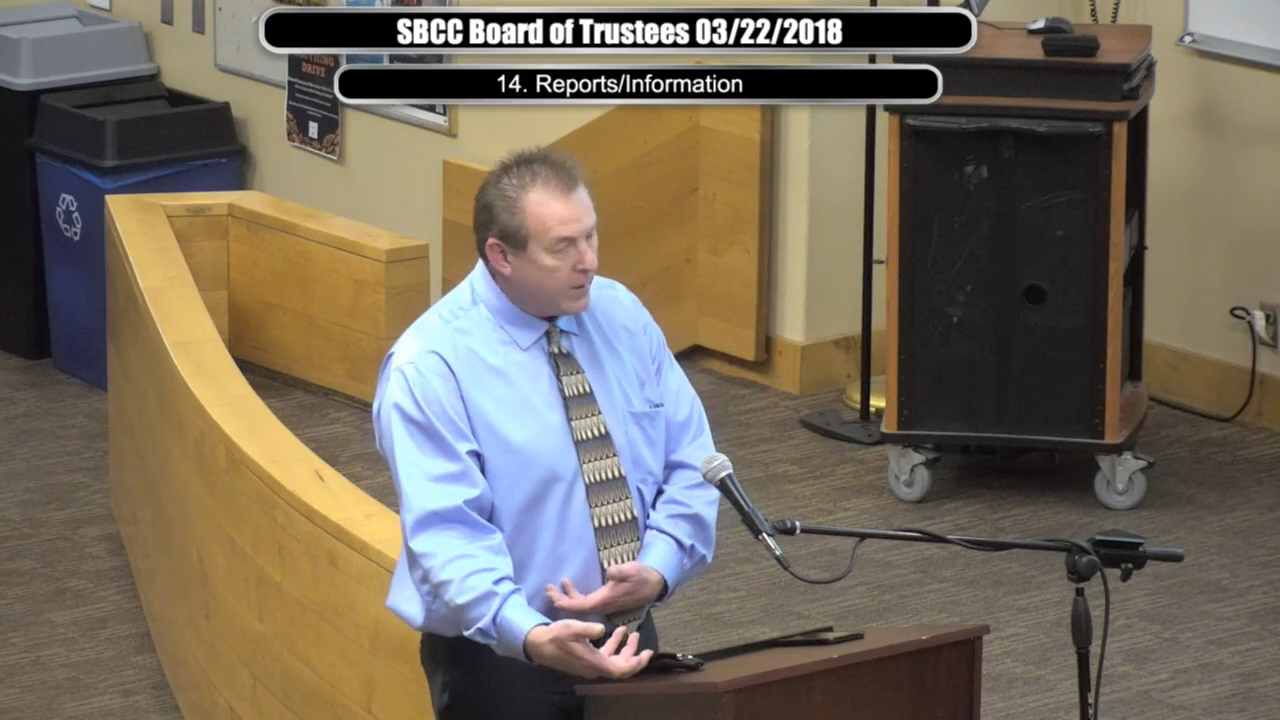 SBCC Board of Trustees 03/22/2018
14. Reports/Information
DRIVE